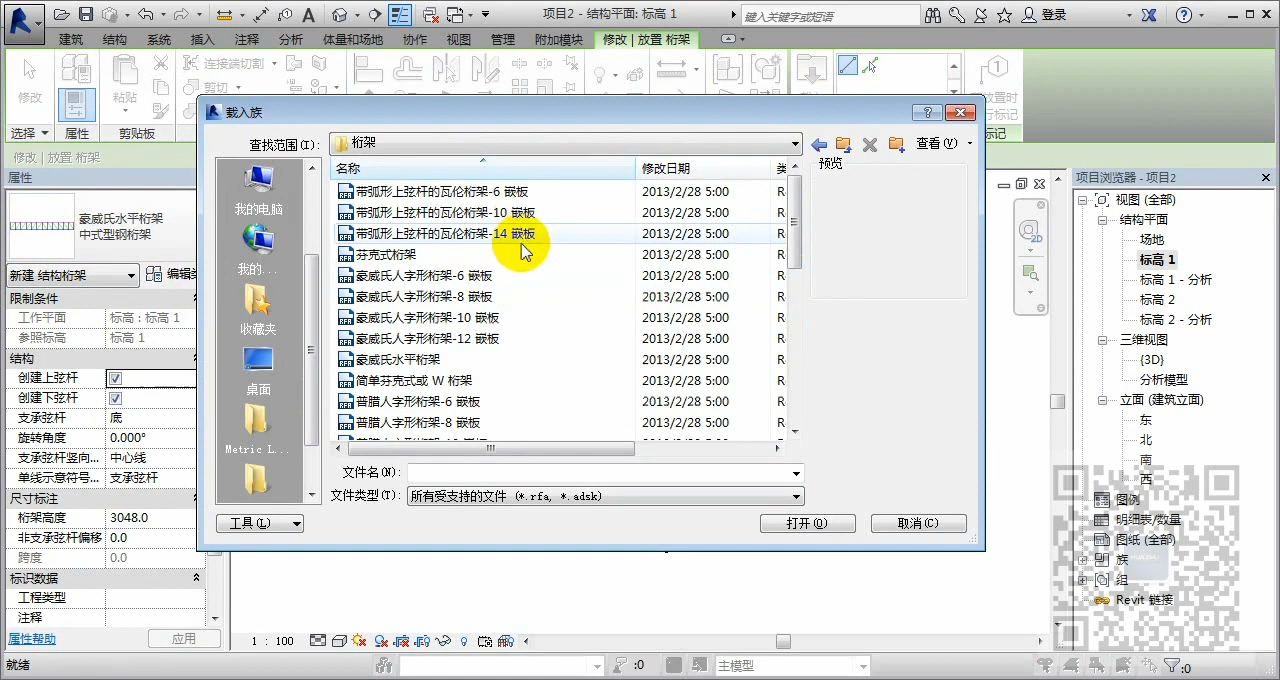 项目2 - 结构平面: 标高 1
键入关键字或短语
登录
建筑 结构 系统 插入 注释 分析 体量和场地 协作 视图 管理 附加模块 修改 | 放置 桁架
修改
粘贴
连接端切割
剪切
选择 属性 剪贴板
标记
修改 | 放置 桁架
属性
豪威氏水平桁架
中式型钢桁架
新建 结构桁架
限制条件
工作平面 标高 : 标高 1
参照标高 标高 1
结构
创建上弦杆
创建下弦杆
支承弦杆 底
旋转角度 0.000°
支承弦杆竖向... 中心线
单线示意符号... 支承弦杆
尺寸标注
桁架高度 3048.0
非支承弦杆偏移 0.0
跨度 0.0
标识数据
工程类型
注释
属性帮助 应用
载入族
查找范围(I): 桁架 查看(V)
我的电脑
我的...
收藏夹
桌面
Metric L...
名称 修改日期 类
带弧形上弦杆的瓦伦桁架-6 嵌板 2013/2/28 5:00
带弧形上弦杆的瓦伦桁架-10 嵌板 2013/2/28 5:00
带弧形上弦杆的瓦伦桁架-14 嵌板 2013/2/28 5:00
芬克式桁架 2013/2/28 5:00
豪威氏人字形桁架-6 嵌板 2013/2/28 5:00
豪威氏人字形桁架-8 嵌板 2013/2/28 5:00
豪威氏人字形桁架-10 嵌板 2013/2/28 5:00
豪威氏人字形桁架-12 嵌板 2013/2/28 5:00
豪威氏水平桁架 2013/2/28 5:00
简单芬克式或 W 桁架 2013/2/28 5:00
普腊人字形桁架-6 嵌板 2013/2/28 5:00
普腊人字形桁架-8 嵌板 2013/2/28 5:00
预览
文件名(N):
文件类型(T): 所有受支持的文件 (*.rfa, *.adsk)
工具(L) 打开(O) 取消(C)
项目浏览器 - 项目2
视图 (全部)
结构平面
场地
标高 1
标高 1 - 分析
标高 2
标高 2 - 分析
三维视图
{3D}
分析模型
立面 (建筑立面)
东
北
南
西
图例
明细表/数量
图纸 (全部)
族
组
Revit 链接
1 : 100
就绪
:0
主模型
:0